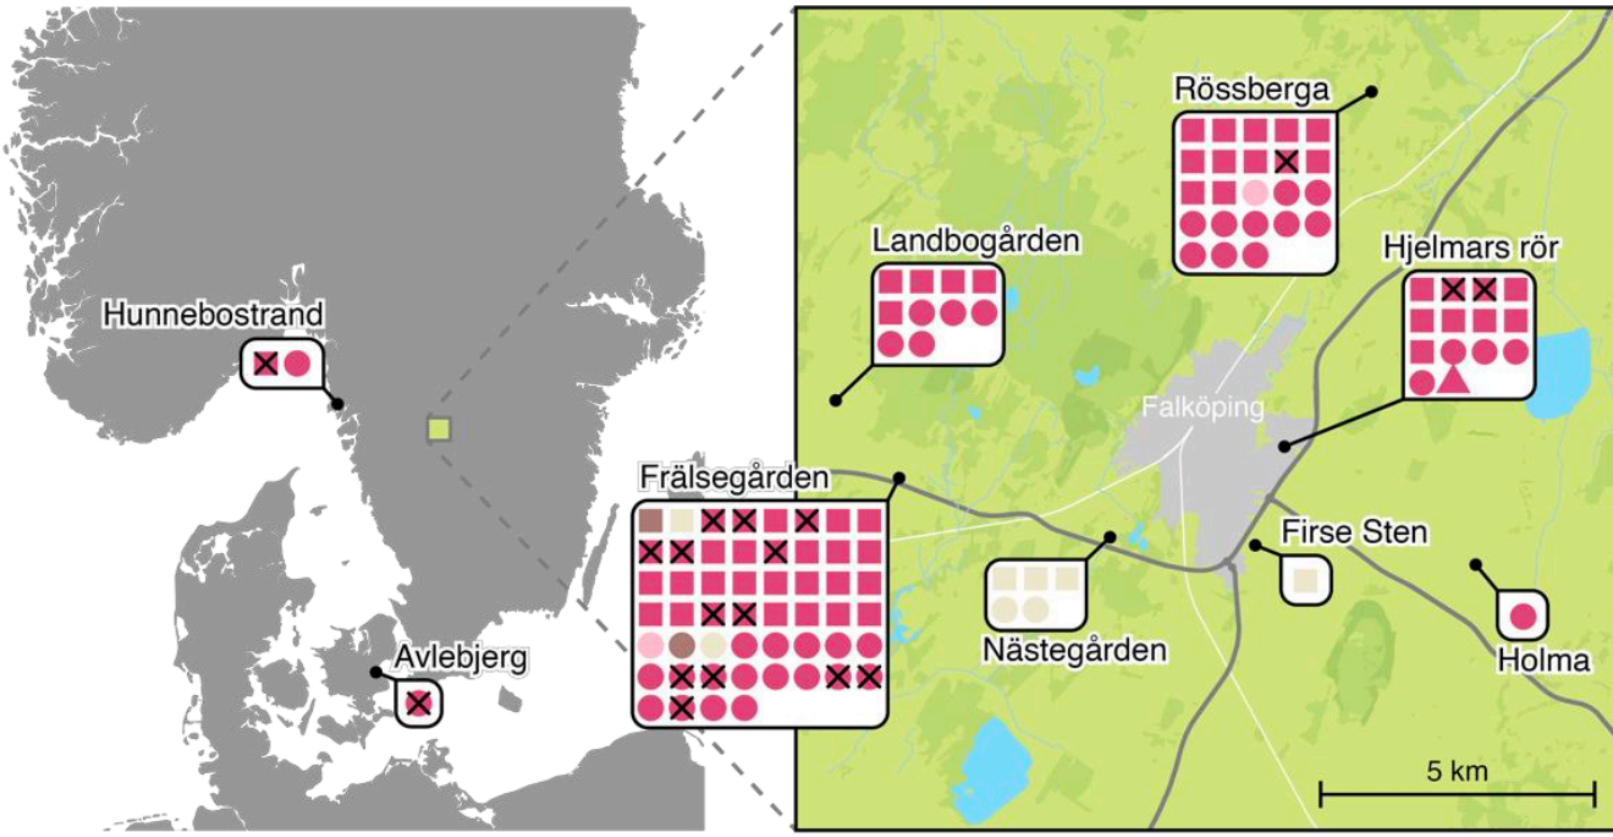 Rössberga
Landbogården
Hjelmars rör
Hunnebostrand
Falköping
Frälsegården
Firse Sten
Avlebjerg
Nästegården
Holma
5 km